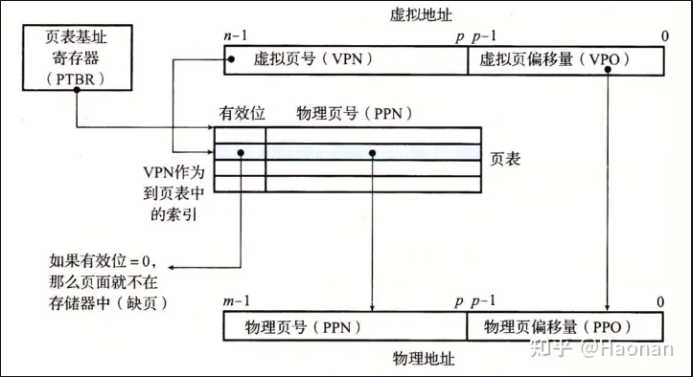 虚拟地址
页表基址
寄存器
（PTBR）
n-1
p
p-1
0
虚拟页号（VPN）
虚拟页偏移量（VPO）
有效位
物理页号（PPN）
页表
VPN作为
到页表中
的索引
如果有效位=0，
那么页面就不在
存储器中（缺页）
m-1
p
p-1
0
物理页号（PPN）
物理页偏移量（PPO）
物理地址
知乎 @Haonan